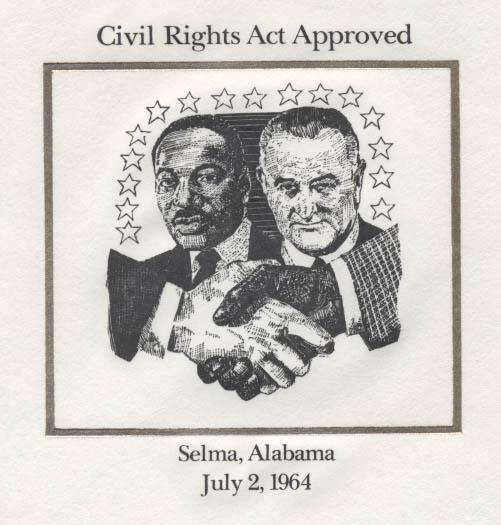 Civil Rights Act Approved
Selma, Alabama
July 2, 1964